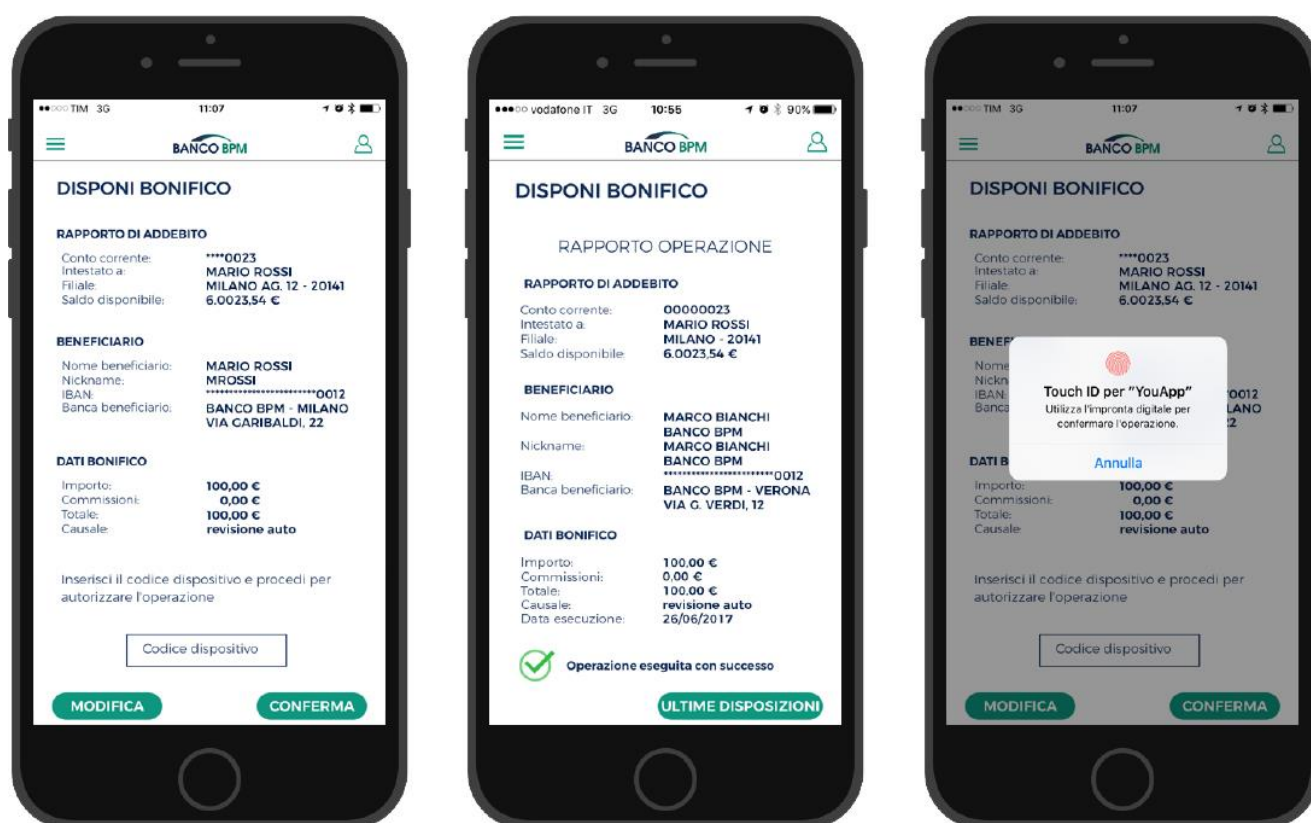 TIM 3G 11:07
BANCO BPM
DISPONI BONIFICO
RAPPORTO DI ADDEBITO
Conto corrente: ****0023
Intestato a: MARIO ROSSI
Filiale: MILANO AG. 12 - 20141
Saldo disponibile: 6.0023,54 €
BENEFICIARIO
Nome beneficiario: MARIO ROSSI
Nickname: MROSSI
IBAN: ***********************0012
Banca beneficiario: BANCO BPM - MILANO
VIA GARIBALDI, 22
DATI BONIFICO
Importo: 100,00 €
Commissioni: 0,00 €
Totale: 100,00 €
Causale: revisione auto
Inserisci il codice dispositivo e procedi per
autorizzare l'operazione
Codice dispositivo
MODIFICA CONFERMA
vodafone IT 3G 10:55 90%
BANCO BPM
DISPONI BONIFICO
RAPPORTO OPERAZIONE
RAPPORTO DI ADDEBITO
Conto corrente: 00000023
Intestato a: MARIO ROSSI
Filiale: MILANO - 20141
Saldo disponibile: 6.0023,54 €
BENEFICIARIO
Nome beneficiario: MARCO BIANCHI
BANCO BPM
Nickname: MARCO BIANCHI
BANCO BPM
IBAN: ***********************0012
Banca beneficiario: BANCO BPM - VERONA
VIA G. VERDI, 12
DATI BONIFICO
Importo: 100,00 €
Commissioni: 0,00 €
Totale: 100,00 €
Causale: revisione auto
Data esecuzione: 26/06/2017
Operazione eseguita con successo
ULTIME DISPOSIZIONI
TIM 3G 11:07
BANCO BPM
DISPONI BONIFICO
RAPPORTO DI ADDEBITO
Conto corrente: ****0023
Intestato a: MARIO ROSSI
Filiale: MILANO AG. 12 - 20141
Saldo disponibile: 6.0023,54 €
BENEF
Nome
Nickn
IBAN: 0012
Banca LANO
2
Touch ID per "YouApp"
Utilizza l'impronta digitale per
confermare l'operazione.
Annulla
DATI B
Importo: 100,00 €
Commissioni: 0,00 €
Totale: 100,00 €
Causale revisione auto
Inserisci il codice dispositivo e procedi per
autorizzare l'operazione
Codice dispositivo
MODIFICA CONFERMA